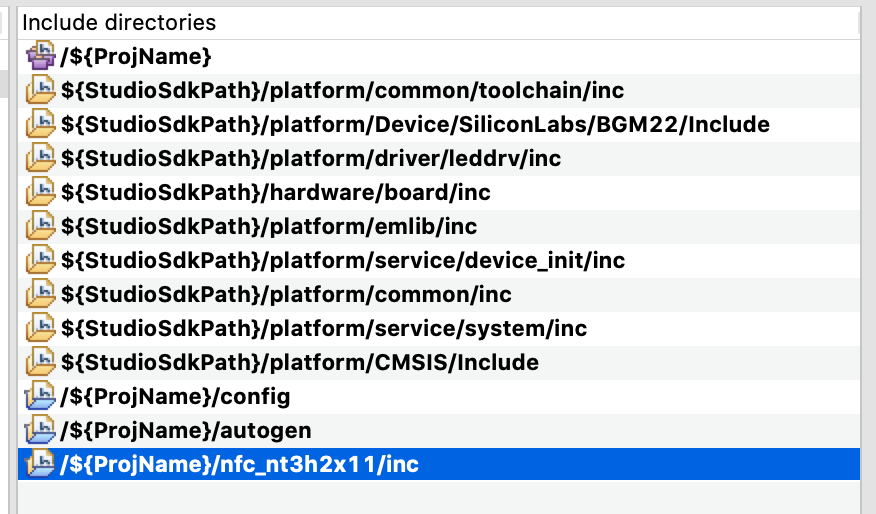 Include directories
/${ProjName}
${StudioSdkPath}/platform/common/toolchain/inc
${StudioSdkPath}/platform/Device/SiliconLabs/BGM22/Include
${StudioSdkPath}/platform/driver/leddrv/inc
${StudioSdkPath}/hardware/board/inc
${StudioSdkPath}/platform/emlib/inc
${StudioSdkPath}/platform/service/device_init/inc
${StudioSdkPath}/platform/common/inc
${StudioSdkPath}/platform/service/system/inc
${StudioSdkPath}/platform/CMSIS/Include
/${ProjName}/config
/${ProjName}/autogen
/${ProjName}/nfc_nt3h2x11/inc